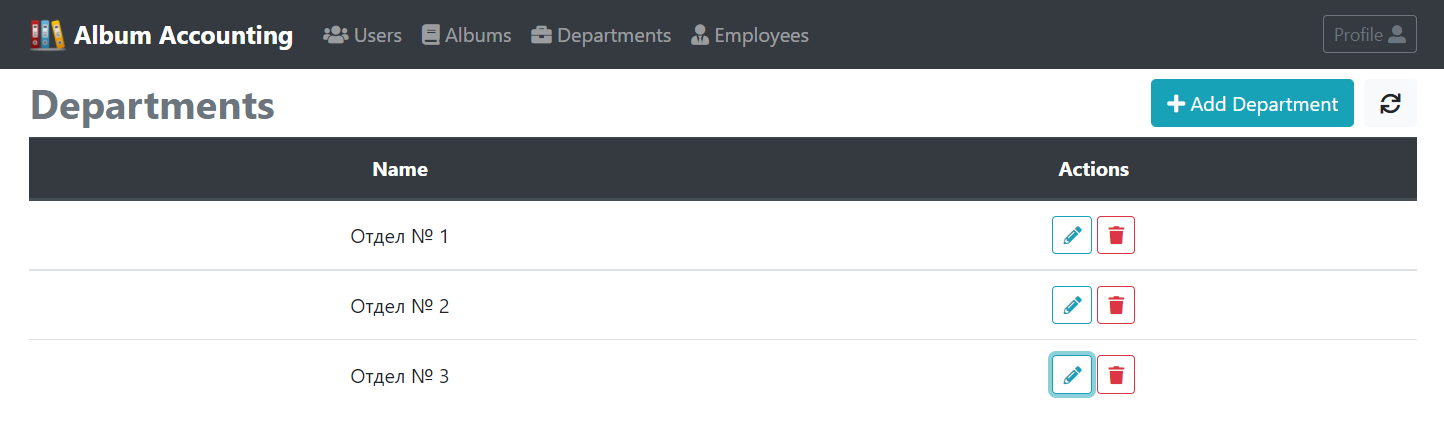 Album Accounting Users Albums Departments Employees Profile
Departments Add Department
Name Actions
Отдел № 1
Отдел № 2
Отдел № 3